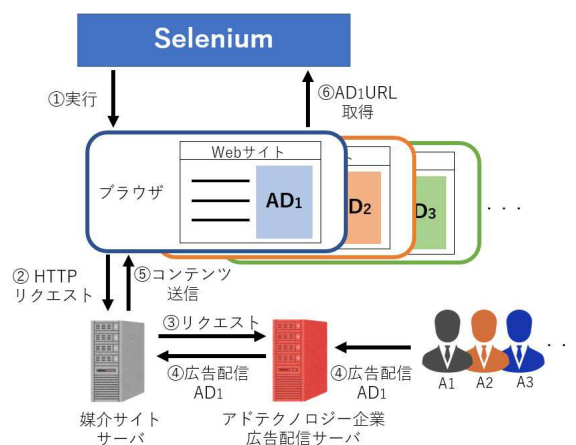 Selenium
①実行
⑥AD1URL
取得
Webサイト
ト
ブラウザ
AD1
D2
D3
. . .
② HTTP
リクエスト
⑤コンテンツ
送信
③リクエスト
④広告配信
AD1
④広告配信
AD1
A1
A2
A3
媒介サイト
サーバ
アドテクノロジー企業
広告配信サーバ